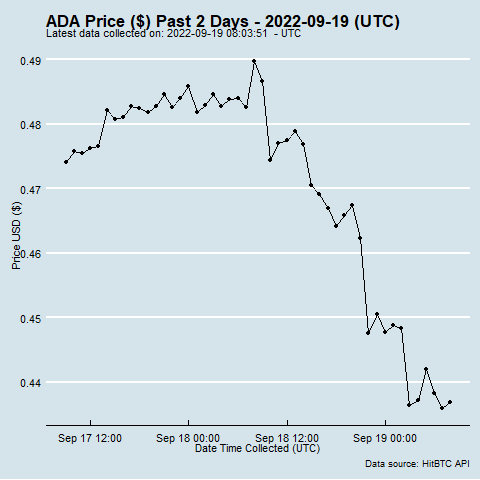 ADA Price ($) Past 2 Days - 2022-09-19 (UTC)
Latest data collected on: 2022-09-19 08:03:51 - UTC
0.49
0.48
0.47
0.46
0.45
0.44
Price USD ($)
Sep 17 12:00 Sep 18 00:00 Sep 18 12:00 Sep 19 00:00
Date Time Collected (UTC)
Data source: HitBTC API